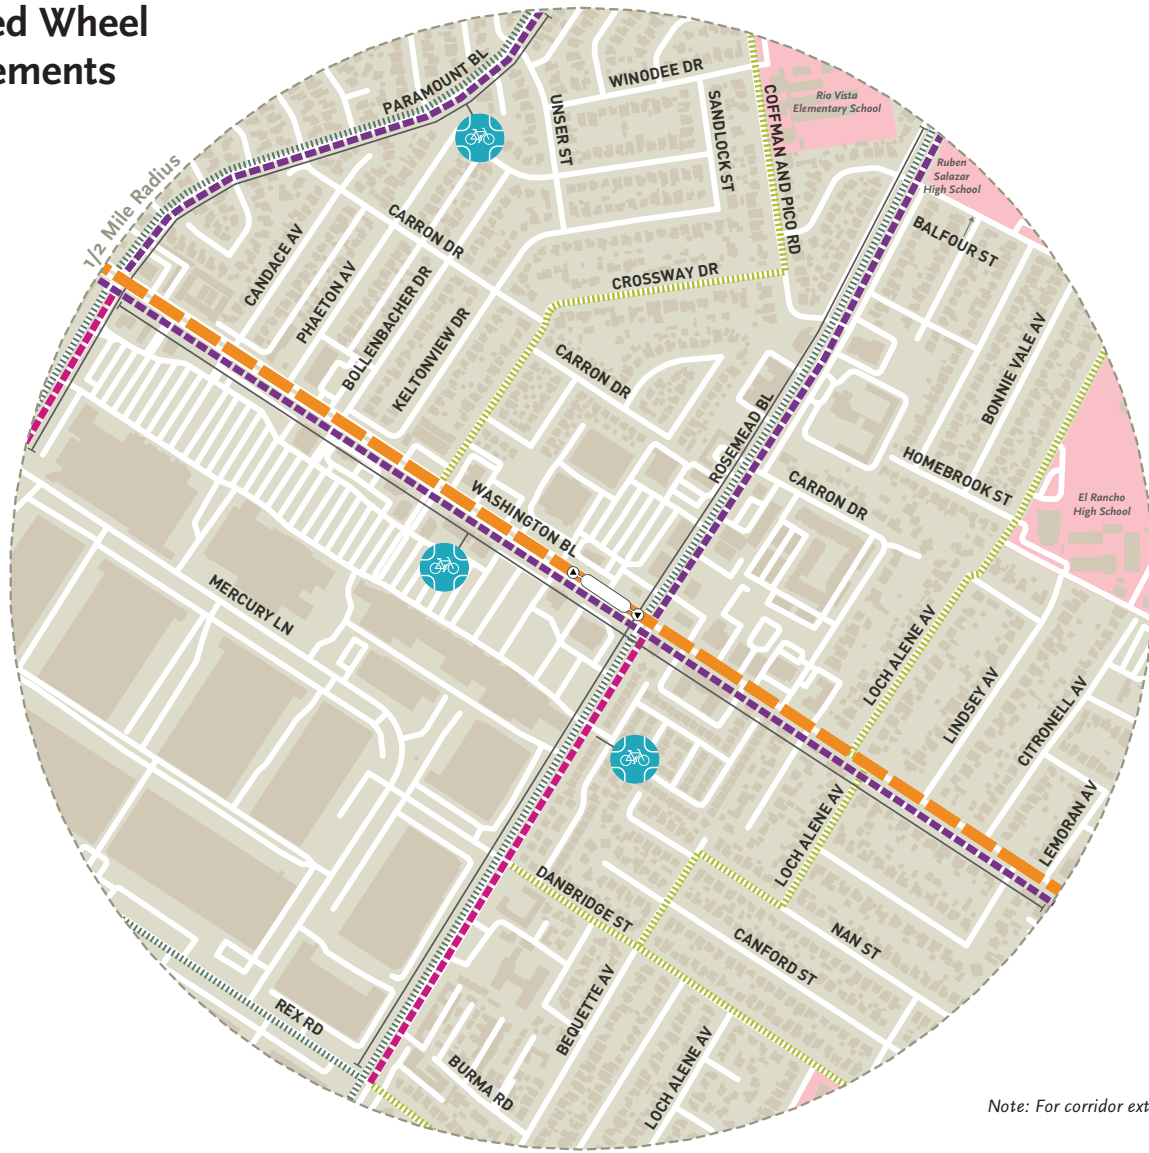 ed Wheel
ements
1/2 Mile Radius
PARAMOUNT BL
WINODEE DR
UNSER ST
SANDLOCK ST
COFFMAN AND PICO RD
Rio Vista
Elementary School
Ruben
Salazar
High School
BALFOUR ST
CARRON DR
CANDACE AV
PHAETON AV
BOLLENBACHER DR
KELTONVIEW DR
CROSSWAY DR
CARRON DR
BONNIE VALE AV
ROSEMEAD BL
HOMEBROOK ST
CARRON DR
El Rancho
High School
WASHINGTON BL
MERCURY LN
LOCH ALENE AV
LINDSEY AV
CITRONELL AV
LEMORAN AV
LOCH ALENE AV
DANBRIDGE ST
NAN ST
CANFORD ST
BEQUETTE AV
REX RD
BURMA RD
LOCH ALENE AV
Note: For corridor ext